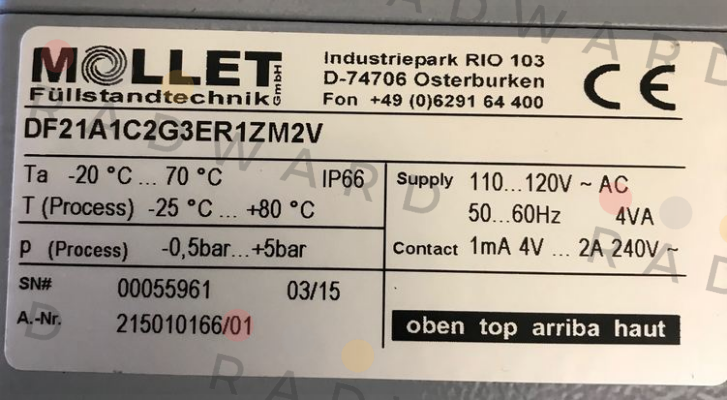 MOLLET
Füllstandtechnik GmbH
Industriepark RIO 103
D-74706 Osterburken
Fon +49 (0)6291 64 400
CE
DF21A1C2G3ER1ZM2V
Ta -20 °C ... 70 °C IP66
T (Process) -25 °C ... +80 °C
p (Process) -0,5bar...+5bar
SN# 00055961 03/15
A.-Nr. 215010166/01
Supply 110...120V ~ AC
50...60Hz 4VA
Contact 1mA 4V ... 2A 240V ~
oben top arriba haut
RADWARD